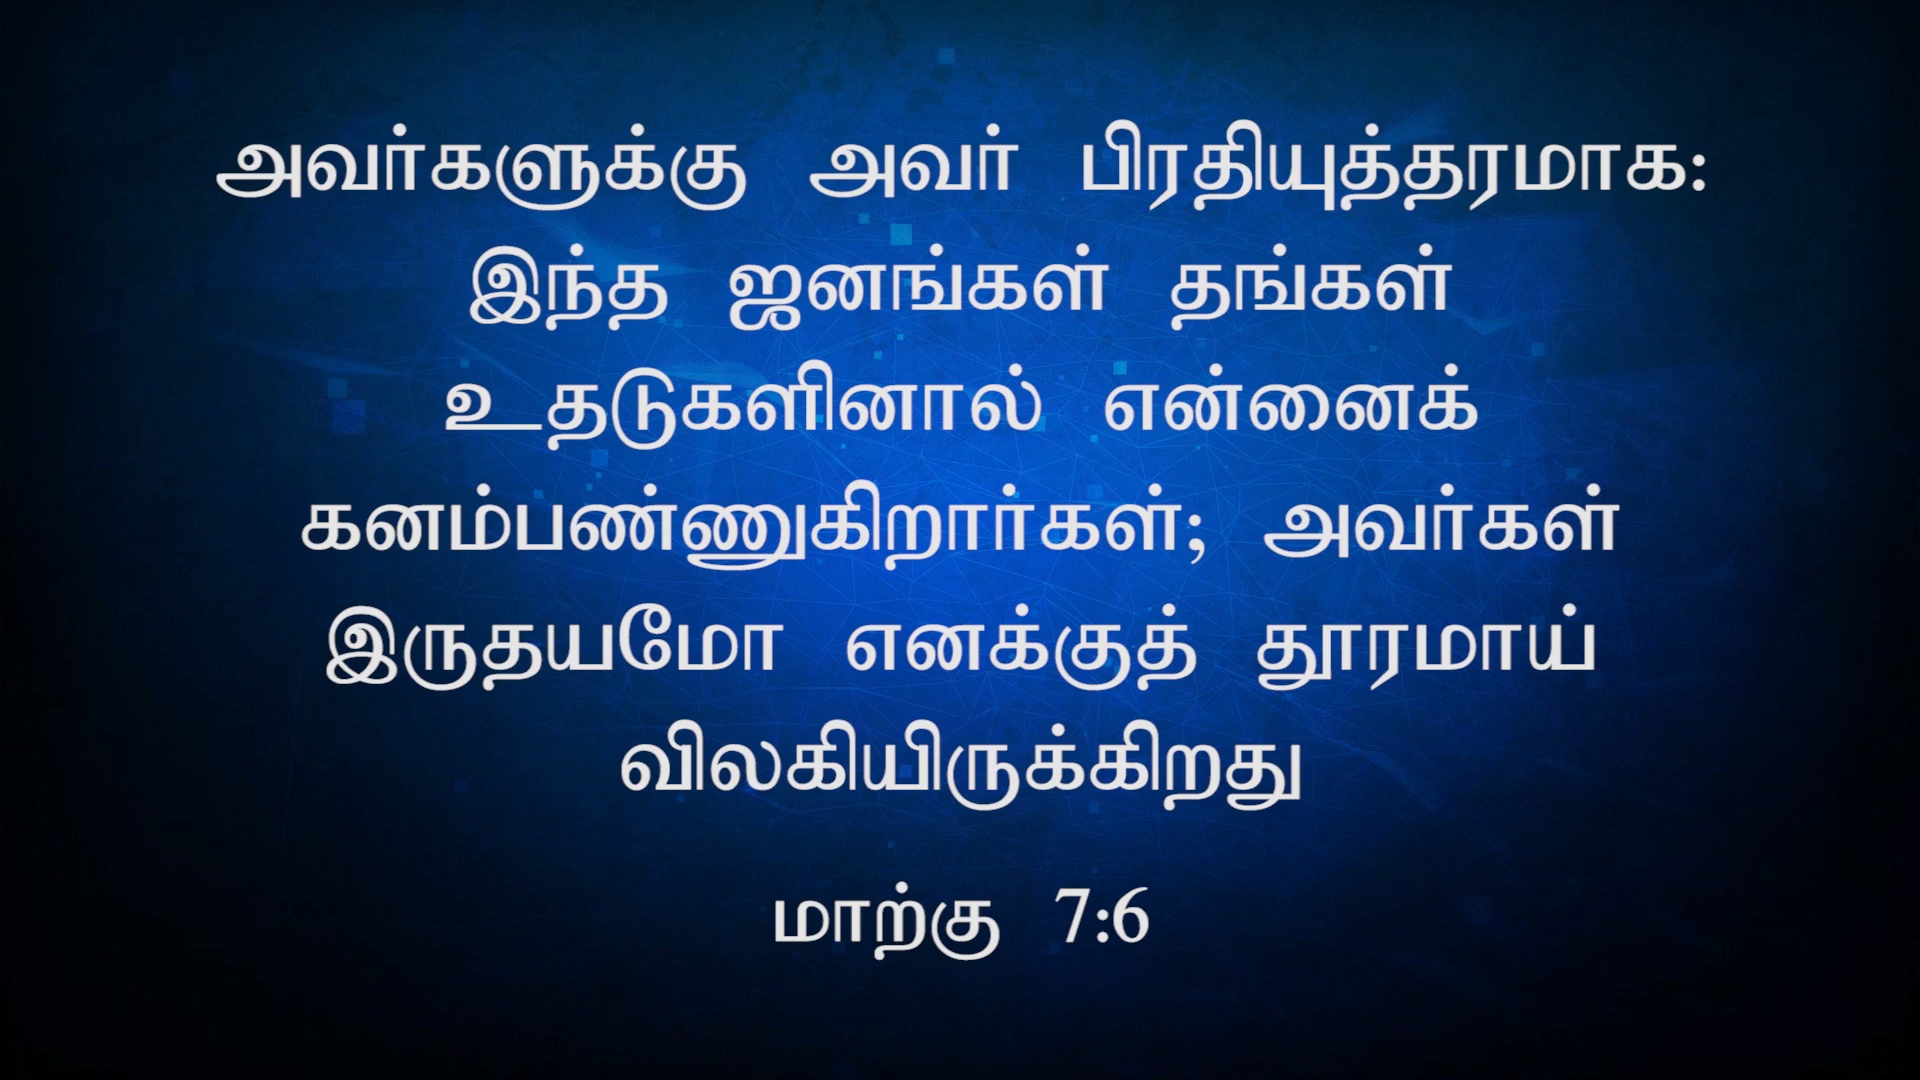 அவர்களுக்கு அவர் பிரதியுத்தரமாக:
இந்த ஜனங்கள் தங்கள்
உதடுகளினால் என்னைக்
கனம்பண்ணுகிறார்கள்; அவர்கள்
இருதயமோ எனக்குத் தூரமாய்
விலகியிருக்கிறது
மாற்கு 7:6